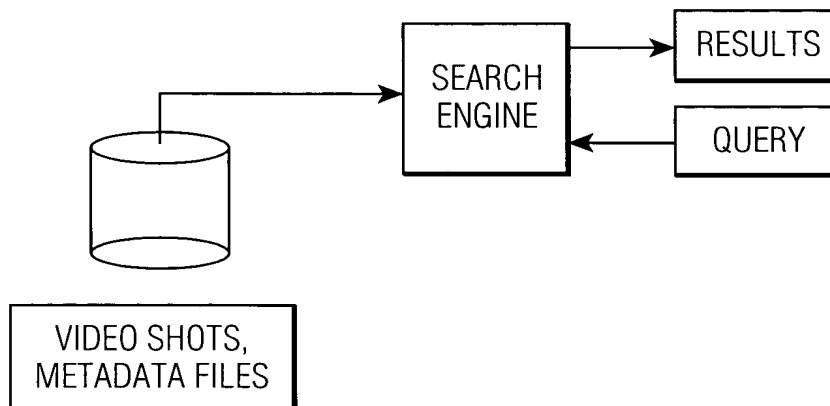 SEARCH
ENGINE
RESULTS
QUERY
VIDEO SHOTS,
METADATA FILES